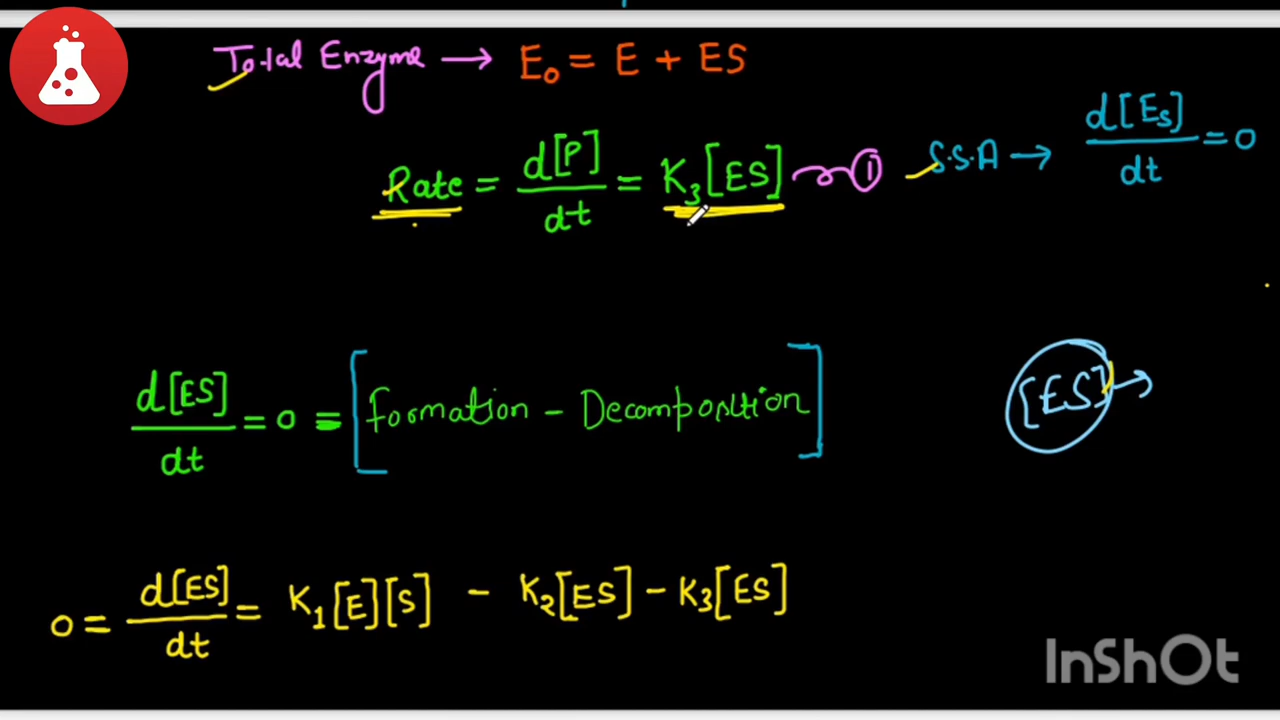 Total Enzyme → E₀ = E + ES
Rate = d[P]/dt = K₃[ES] ① S.S.A → d[Es]/dt = 0
d[ES]/dt = 0 = [formation - Decomposition] [ES] →
0 = d[ES]/dt = K₁[E][S] - K₂[ES] - K₃[ES]
InShOt